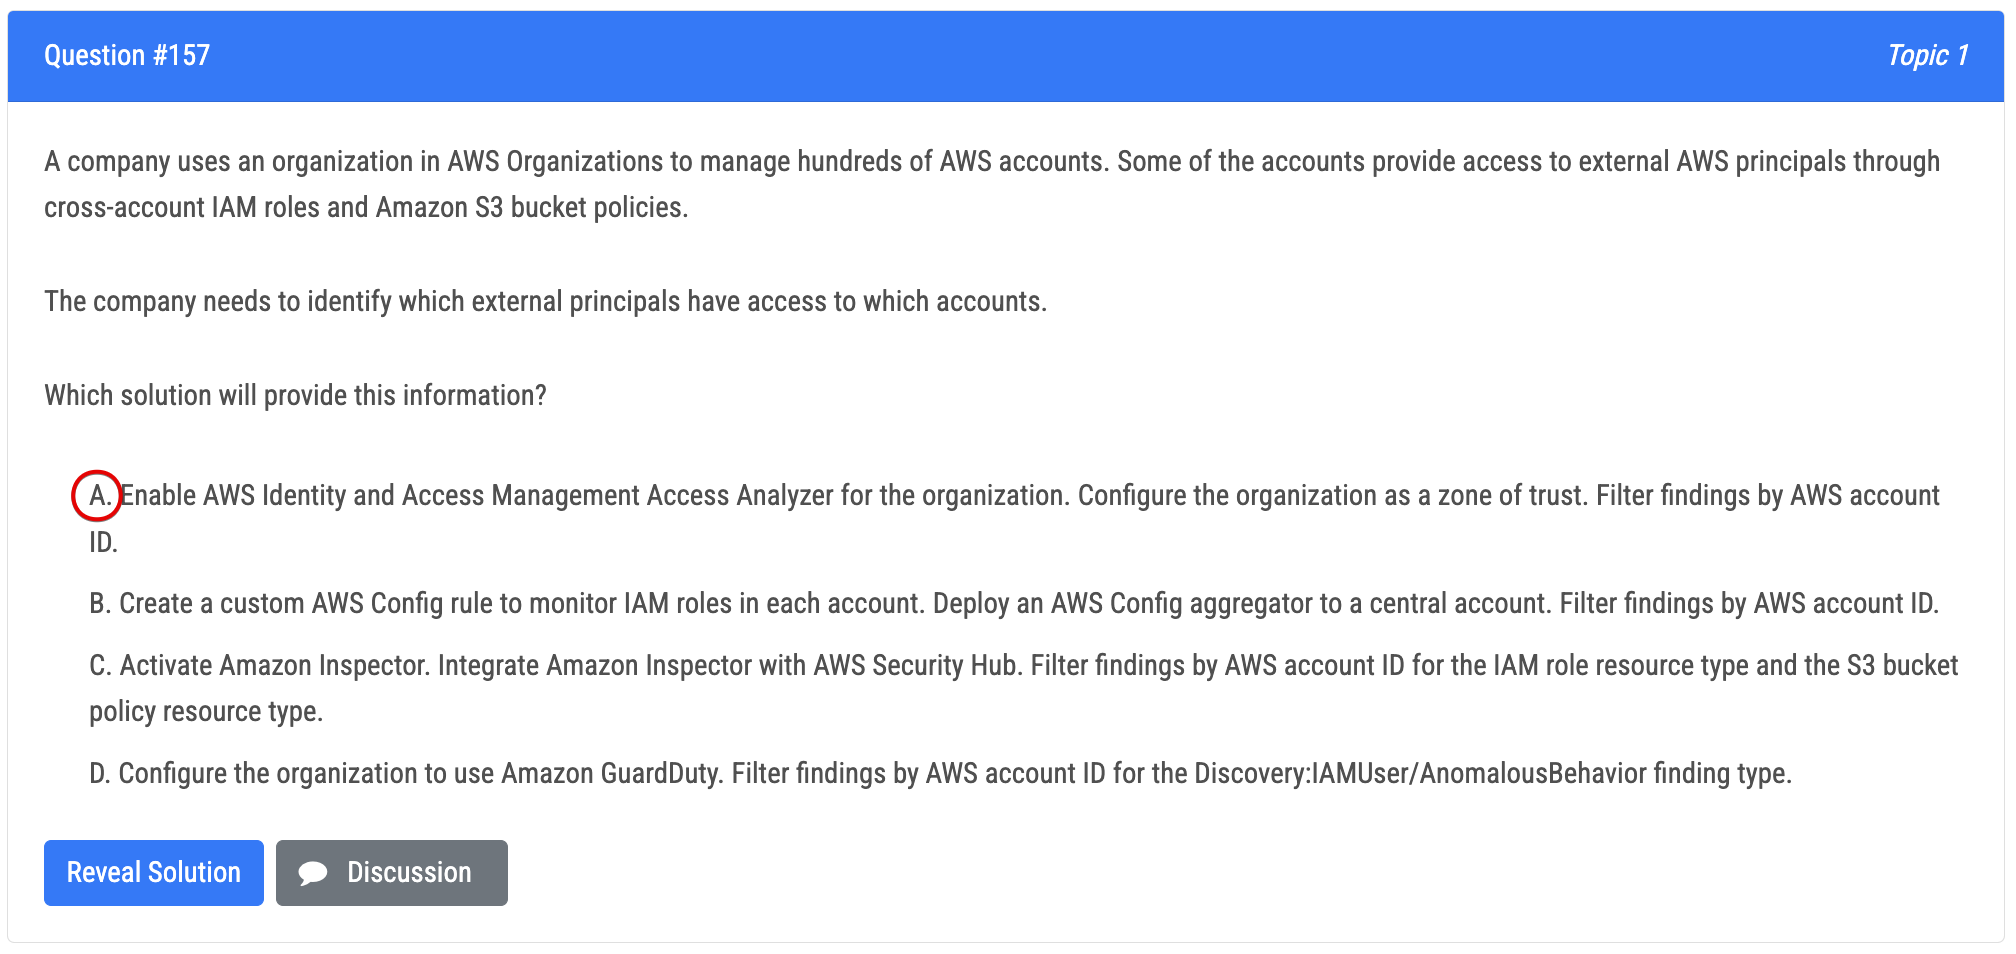 Question #157
Topic 1
A company uses an organization in AWS Organizations to manage hundreds of AWS accounts. Some of the accounts provide access to external AWS principals through
cross-account IAM roles and Amazon S3 bucket policies.
The company needs to identify which external principals have access to which accounts.
Which solution will provide this information?
A. Enable AWS Identity and Access Management Access Analyzer for the organization. Configure the organization as a zone of trust. Filter findings by AWS account
ID.
B. Create a custom AWS Config rule to monitor IAM roles in each account. Deploy an AWS Config aggregator to a central account. Filter findings by AWS account ID.
C. Activate Amazon Inspector. Integrate Amazon Inspector with AWS Security Hub. Filter findings by AWS account ID for the IAM role resource type and the S3 bucket
policy resource type.
D. Configure the organization to use Amazon GuardDuty. Filter findings by AWS account ID for the Discovery:IAMUser/AnomalousBehavior finding type.
Reveal Solution
Discussion